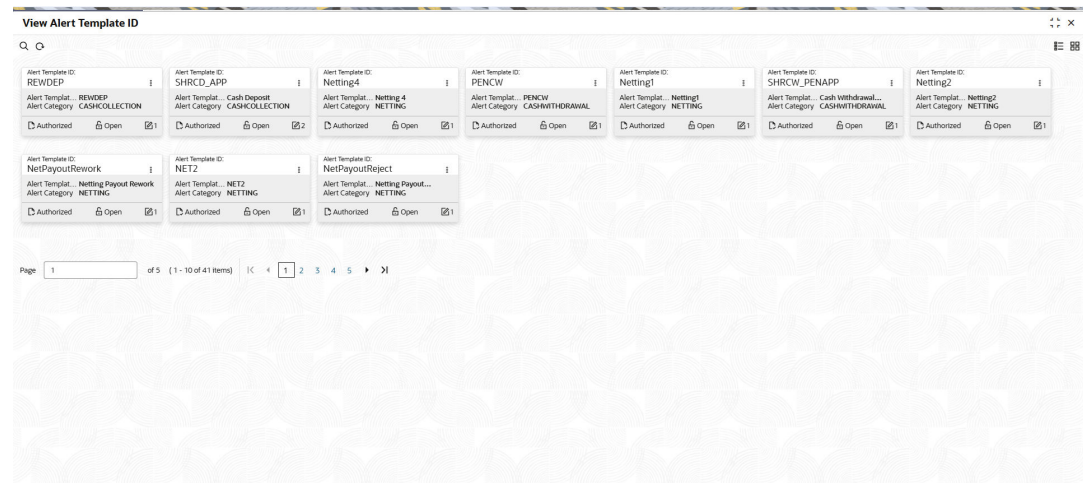 View Alert Template ID
Alert Template ID:
REWDEP
Alert Templat... REWDEP
Alert Category CASHCOLLECTION
Authorized Open 1
Alert Template ID:
SHRCD_APP
Alert Templat... Cash Deposit
Alert Category CASHCOLLECTION
Authorized Open 2
Alert Template ID:
Netting4
Alert Templat... Netting 4
Alert Category NETTING
Authorized Open 1
Alert Template ID:
PENCW
Alert Templat... PENCW
Alert Category CASHWITHDRAWAL
Authorized Open 1
Alert Template ID:
Netting1
Alert Templat... Netting1
Alert Category NETTING
Authorized Open 1
Alert Template ID:
SHRCW_PENAPP
Alert Templat... Cash Withdrawal...
Alert Category CASHWITHDRAWAL
Authorized Open 1
Alert Template ID:
Netting2
Alert Templat... Netting2
Alert Category NETTING
Authorized Open 1
Alert Template ID:
NetPayoutRework
Alert Templat... Netting Payout Rework
Alert Category NETTING
Authorized Open 1
Alert Template ID:
NET2
Alert Templat... NET2
Alert Category NETTING
Authorized Open 1
Alert Template ID:
NetPayoutReject
Alert Templat... Netting Payout...
Alert Category NETTING
Authorized Open 1
Page 1 of 5 (1 - 10 of 41 items) 1 2 3 4 5